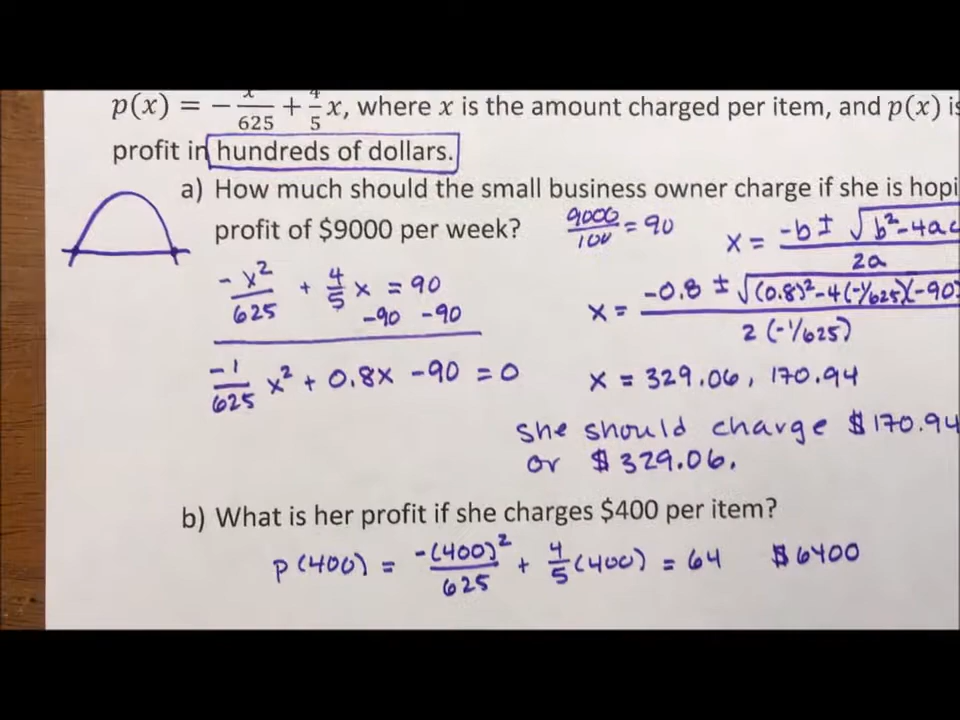 p(x) = - x/625 + 4/5 x, where x is the amount charged per item, and p(x) is
profit in hundreds of dollars.
a) How much should the small business owner charge if she is hopi
profit of $9000 per week?
9000/100 = 90
x = -b ± √b²-4ac / 2a
-x²/625 + 4/5 x = 90
-90 -90
x = -0.8 ± √(0.8)²-4(-1/625)(-90) / 2(-1/625)
-1/625 x² + 0.8x -90 = 0
x = 329.06, 170.94
she should charge $170.94
or $329.06.
b) What is her profit if she charges $400 per item?
p(400) = -(400)²/625 + 4/5 (400) = 64 $6400